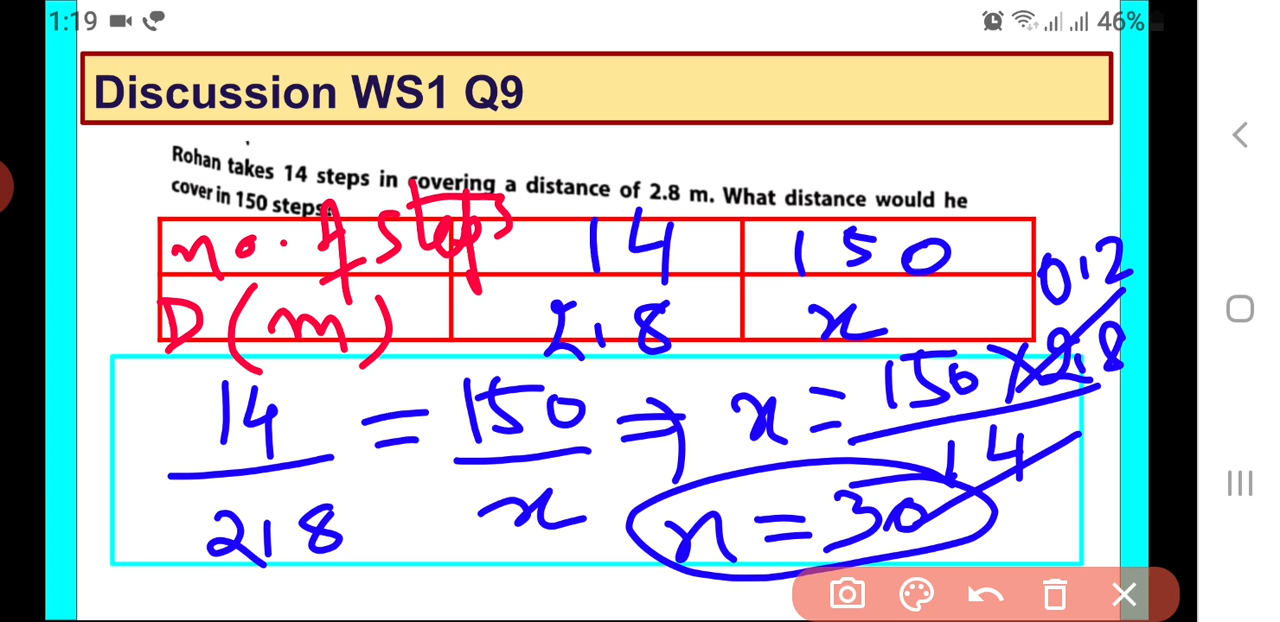 1:19 46%
Discussion WS1 Q9
Rohan takes 14 steps in covering a distance of 2.8 m. What distance would he
cover in 150 steps
no. of steps 14 150
D (m) 2.8 x
0.2
14/2.8 = 150/x ⇒ x = 150 × 2.8/14
x = 30